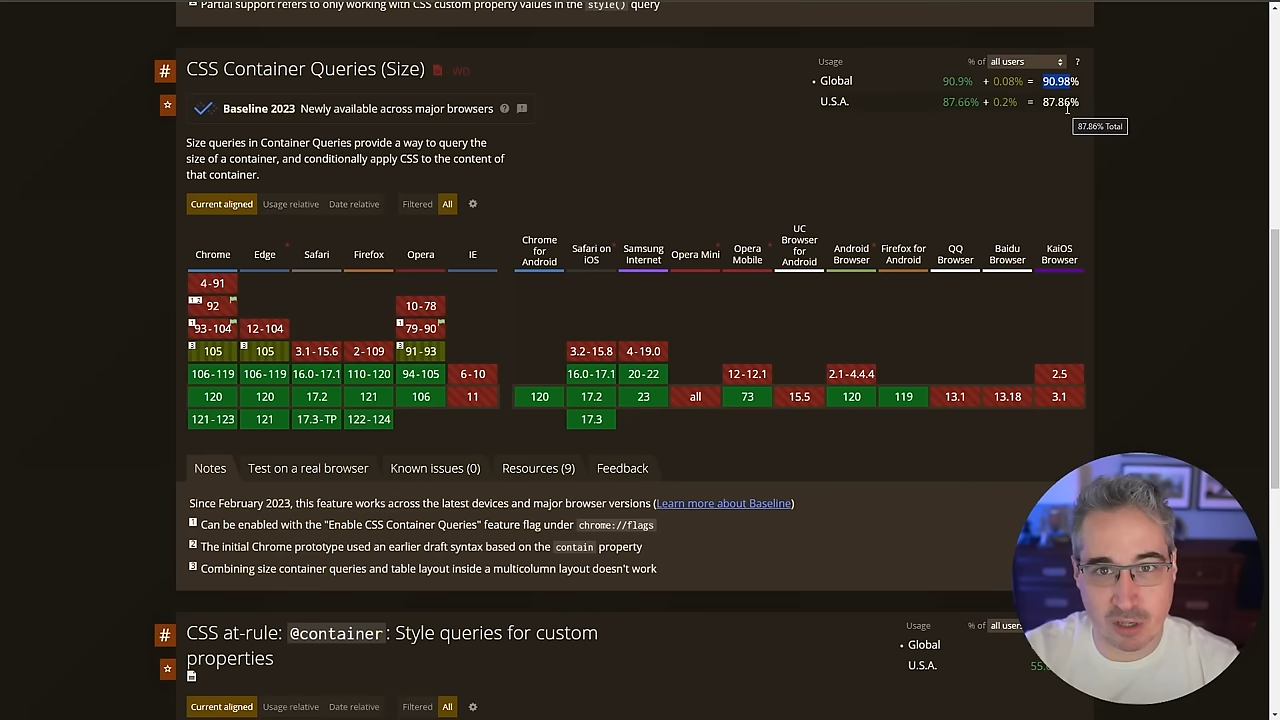 Partial support refers to only working with CSS custom property values in the style() query
# CSS Container Queries (Size) WD
Usage % of all users ?
Global 90.9% + 0.08% = 90.98%
U.S.A. 87.66% + 0.2% = 87.86%
87.86% Total
Baseline 2023 Newly available across major browsers ?
Size queries in Container Queries provide a way to query the
size of a container, and conditionally apply CSS to the content of
that container.
Current aligned Usage relative Date relative Filtered All
Chrome Edge Safari Firefox Opera IE Chrome for Android Safari on iOS Samsung Internet Opera Mini Opera Mobile UC Browser for Android Android Browser Firefox for Android QQ Browser Baidu Browser KaiOS Browser
4-91
1 2 92 10-78
1 93-104 12-104 1 79-90
3 105 3 105 3.1-15.6 2-109 3 91-93 3.2-15.8 4-19.0
106-119 106-119 16.0-17.1 110-120 94-105 6-10 16.0-17.1 20-22 12-12.1 2.1-4.4.4 2.5
120 120 17.2 121 106 11 120 17.2 23 all 73 15.5 120 119 13.1 13.18 3.1
121-123 121 17.3-TP 122-124 17.3
Notes Test on a real browser Known issues (0) Resources (9) Feedback
Since February 2023, this feature works across the latest devices and major browser versions (Learn more about Baseline)
1 Can be enabled with the "Enable CSS Container Queries" feature flag under chrome://flags
2 The initial Chrome prototype used an earlier draft syntax based on the contain property
3 Combining size container queries and table layout inside a multicolumn layout doesn't work
# CSS at-rule: @container: Style queries for custom
properties
Usage % of all users
Global
U.S.A.
Current aligned Usage relative Date relative Filtered All